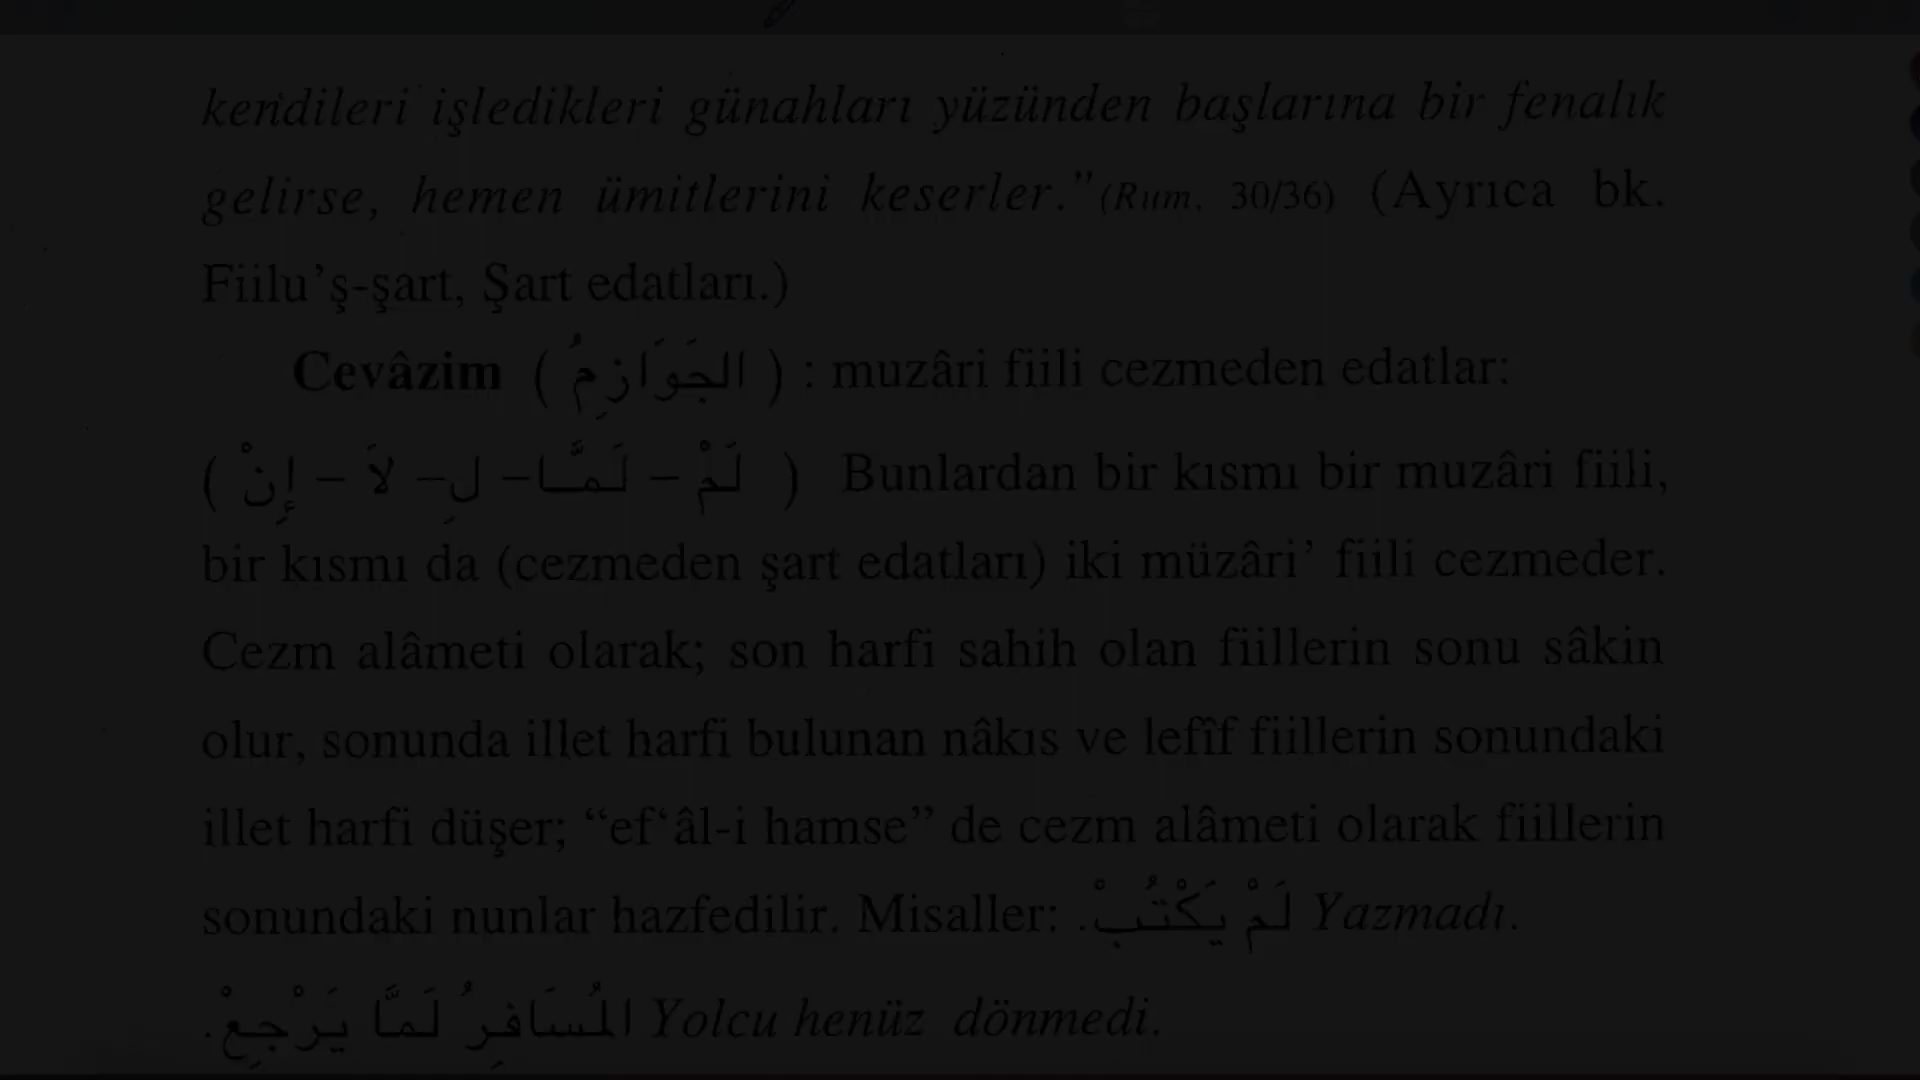 kendileri işledikleri günahları yüzünden başlarına bir fenalık
gelirse, hemen ümitlerini keserler.” (Rum, 30/36) (Ayrıca bk.
Fiilu’ş-şart, Şart edatları.)
Cevâzim ( الجَوَازِمُ ) : muzâri fiili cezmeden edatlar:
( لَمْ – لَمَّا – لِ – لاَ – إِنْ ) Bunlardan bir kısmı bir muzâri fiili,
bir kısmı da (cezmeden şart edatları) iki müzâri’ fiili cezmeder.
Cezm alâmeti olarak; son harfi sahih olan fiillerin sonu sâkin
olur, sonunda illet harfi bulunan nâkıs ve lefîf fiillerin sonundaki
illet harfi düşer; “ef‘âl-i hamse” de cezm alâmeti olarak fiillerin
sonundaki nunlar hazfedilir. Misaller: لَمْ يَكْتُبْ. Yazmadı.
المُسَافِرُ لَمَّا يَرْجِعْ. Yolcu henüz dönmedi.